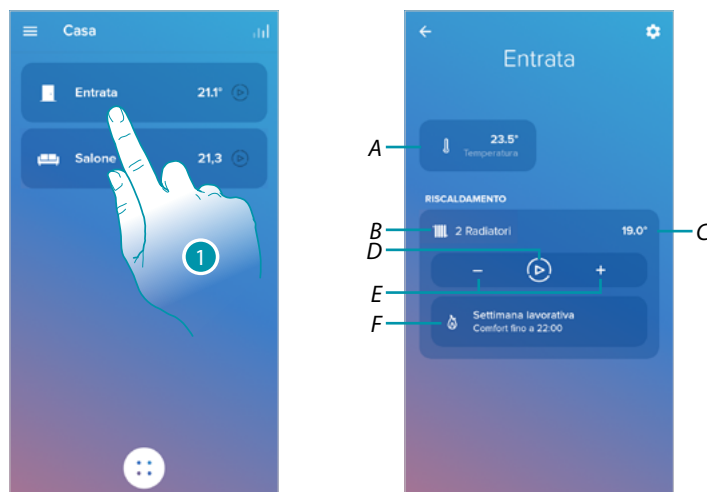 Casa
Entrata 21.1°
Salone 21,3
1
Entrata
A
23.5°
Temperatura
RISCALDAMENTO
B
2 Radiatori 19.0°
C
D
− +
E
F
Settimana lavorativa
Comfort fino a 22:00